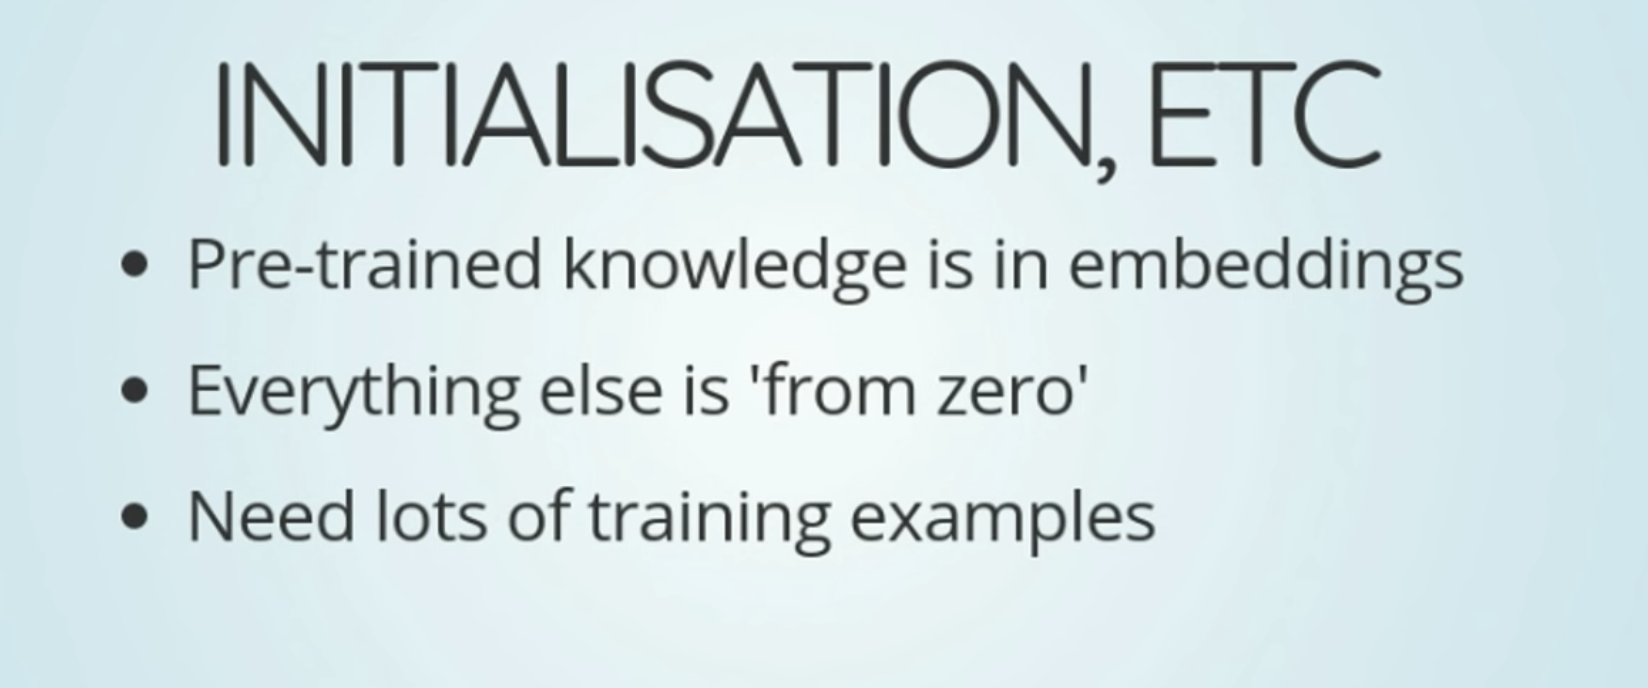 INITIALISATION, ETC
• Pre-trained knowledge is in embeddings
• Everything else is 'from zero'
• Need lots of training examples